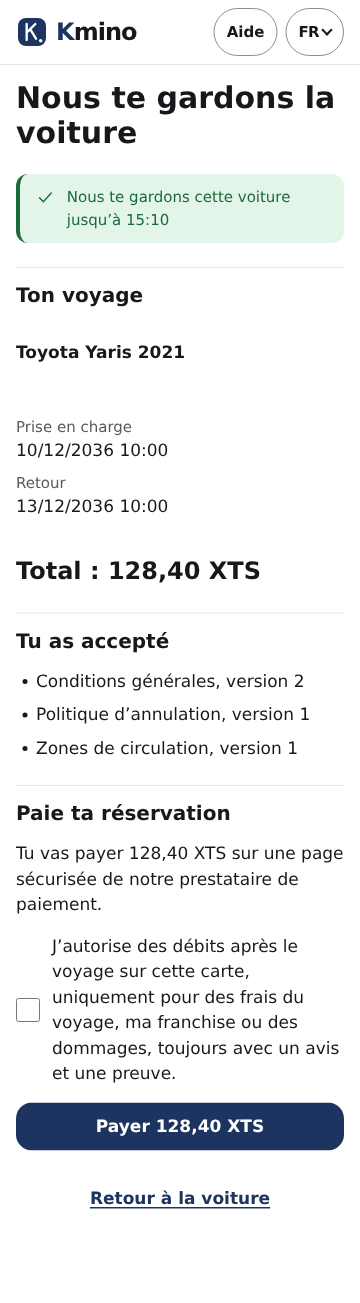 K. Kmino
Aide
FR
Nous te gardons la
voiture
Nous te gardons cette voiture
jusqu’à 15:10
Ton voyage
Toyota Yaris 2021
Prise en charge
10/12/2036 10:00
Retour
13/12/2036 10:00
Total : 128,40 XTS
Tu as accepté
• Conditions générales, version 2
• Politique d’annulation, version 1
• Zones de circulation, version 1
Paie ta réservation
Tu vas payer 128,40 XTS sur une page
sécurisée de notre prestataire de
paiement.
J’autorise des débits après le
voyage sur cette carte,
uniquement pour des frais du
voyage, ma franchise ou des
dommages, toujours avec un avis
et une preuve.
Payer 128,40 XTS
Retour à la voiture